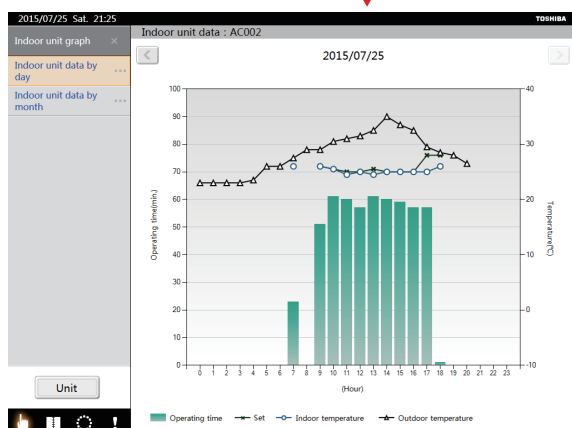 2015/07/25 Sat. 21:25
TOSHIBA
Indoor unit graph ×
Indoor unit data by
day ...
Indoor unit data by
month ...
Unit
Indoor unit data : AC002
< 2015/07/25 >
100
90
80
70
60
50
40
30
20
10
0
Operating time(min.)
40
30
20
10
0
-10
Temperature(℃)
0 1 2 3 4 5 6 7 8 9 10 11 12 13 14 15 16 17 18 19 20 21 22 23
(Hour)
Operating time Set Indoor temperature Outdoor temperature